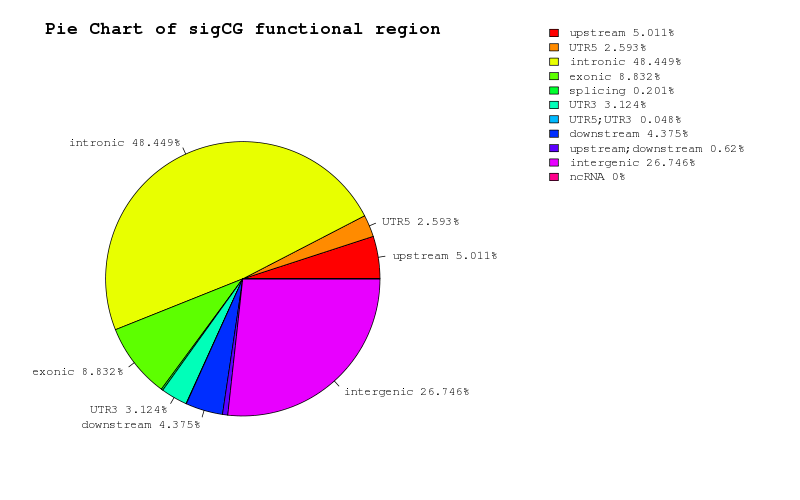 Pie Chart of sigCG functional region
upstream 5.011%
UTR5 2.593%
intronic 48.449%
exonic 8.832%
splicing 0.201%
UTR3 3.124%
UTR5;UTR3 0.048%
downstream 4.375%
upstream;downstream 0.62%
intergenic 26.746%
ncRNA 0%
intronic 48.449%
UTR5 2.593%
upstream 5.011%
exonic 8.832%
intergenic 26.746%
UTR3 3.124%
downstream 4.375%